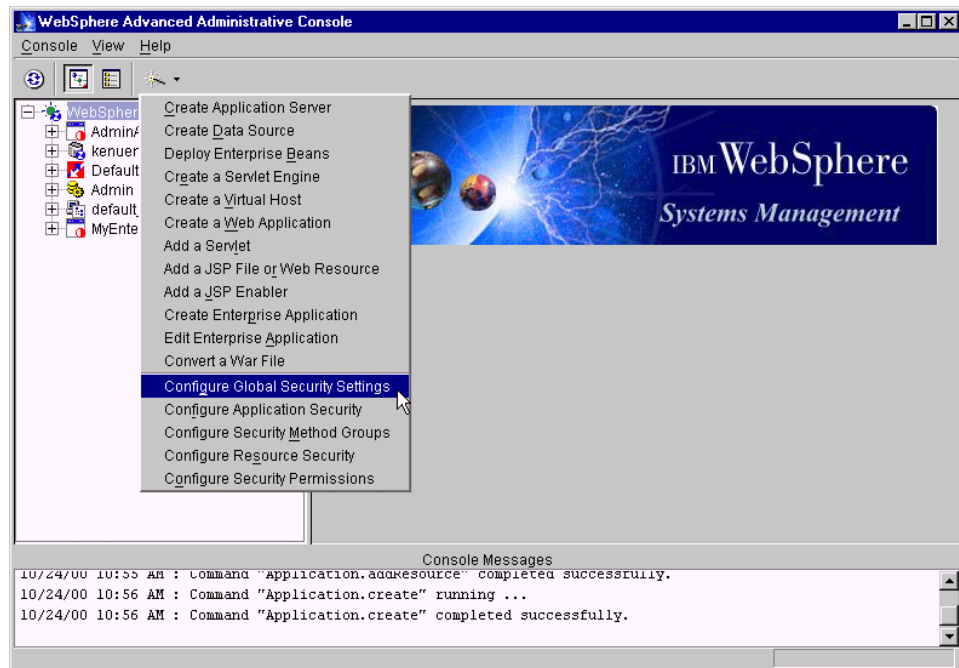 WebSphere Advanced Administrative Console
Console View Help
WebSpher
AdminA
kenuer
Default
Admin
default_
MyEnte
Create Application Server
Create Data Source
Deploy Enterprise Beans
Create a Servlet Engine
Create a Virtual Host
Create a Web Application
Add a Servlet
Add a JSP File or Web Resource
Add a JSP Enabler
Create Enterprise Application
Edit Enterprise Application
Convert a War File
Configure Global Security Settings
Configure Application Security
Configure Security Method Groups
Configure Resource Security
Configure Security Permissions
IBM WebSphere
Systems Management
Console Messages
10/24/00 10:55 AM : Command "Application.addResource" completed successfully.
10/24/00 10:56 AM : Command "Application.create" running ...
10/24/00 10:56 AM : Command "Application.create" completed successfully.